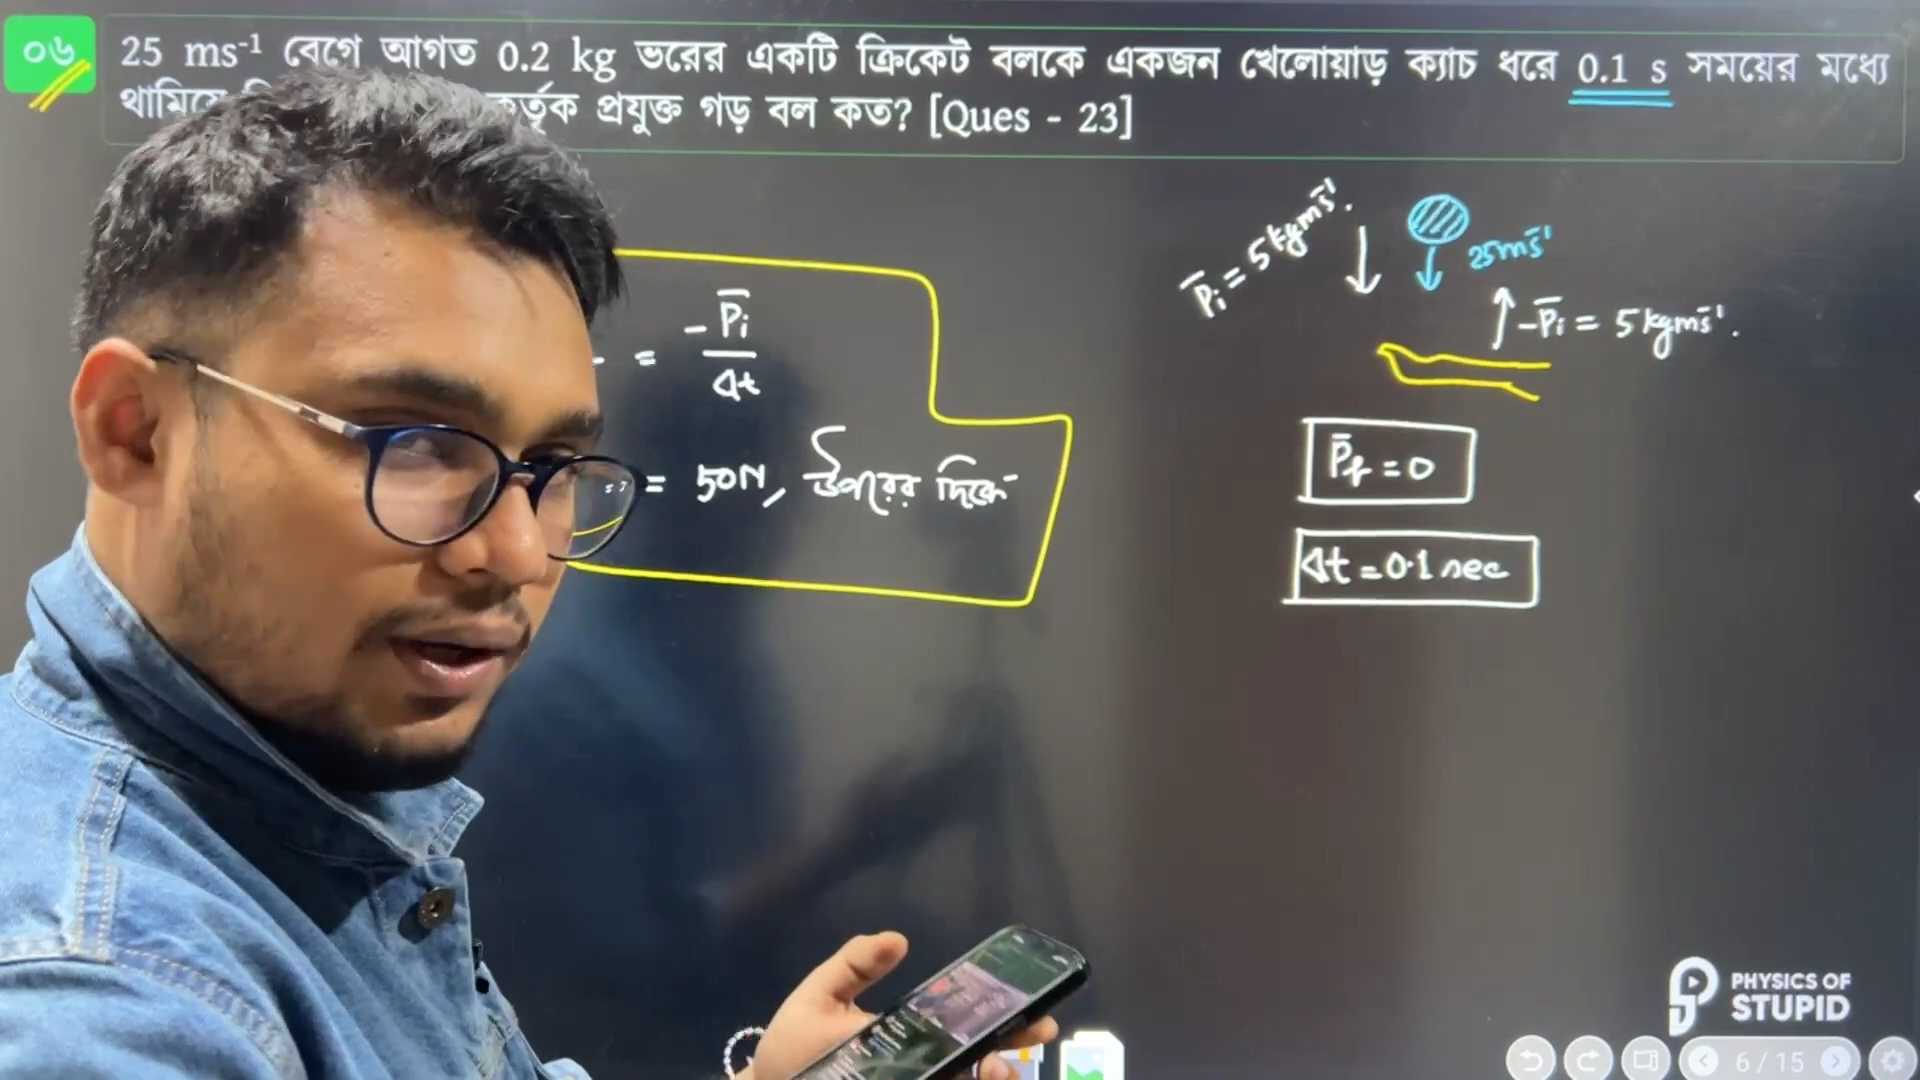 ০৬
25 ms⁻¹ বেগে আগত 0.2 kg ভরের একটি ক্রিকেট বলকে একজন খেলোয়াড় ক্যাচ ধরে 0.1 s সময়ের মধ্যে
কর্তৃক প্রযুক্ত গড় বল কত? [Ques - 23]
P̄i = 5 kgms⁻¹.
25ms⁻¹
-P̄i = 5 kgms⁻¹.
= -P̄i / Δt
= 50N, উপরের দিকে
P̄f = 0
Δt = 0.1 sec
PHYSICS OF
STUPID
6 / 15